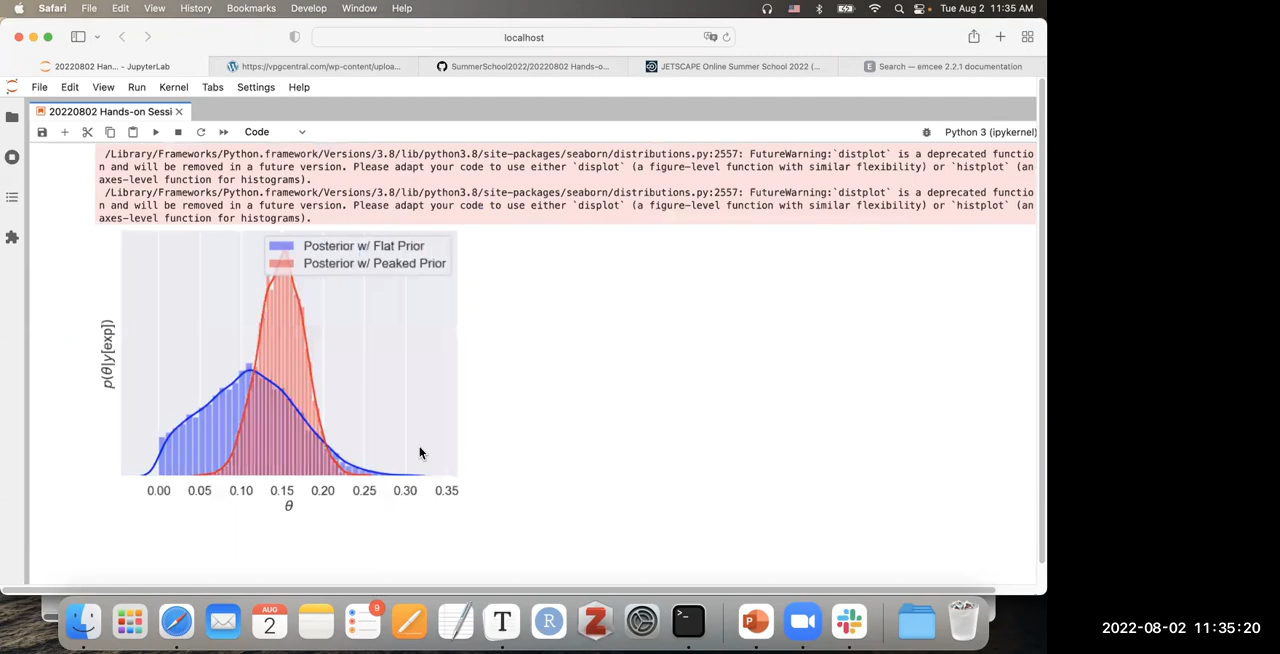 Safari File Edit View History Bookmarks Develop Window Help Tue Aug 2 11:35 AM
localhost
20220802 Han... - JupyterLab https://vpgcentral.com/wp-content/uploa... SummerSchool2022/20220802 Hands-o... JETSCAPE Online Summer School 2022 (... E Search — emcee 2.2.1 documentation
File Edit View Run Kernel Tabs Settings Help
20220802 Hands-on Sessi
Code Python 3 (ipykernel)
/Library/Frameworks/Python.framework/Versions/3.8/lib/python3.8/site-packages/seaborn/distributions.py:2557: FutureWarning:`distplot` is a deprecated functio
n and will be removed in a future version. Please adapt your code to use either `displot` (a figure-level function with similar flexibility) or `histplot` (an
axes-level function for histograms).
/Library/Frameworks/Python.framework/Versions/3.8/lib/python3.8/site-packages/seaborn/distributions.py:2557: FutureWarning:`distplot` is a deprecated functio
n and will be removed in a future version. Please adapt your code to use either `displot` (a figure-level function with similar flexibility) or `histplot` (an
axes-level function for histograms).
Posterior w/ Flat Prior
Posterior w/ Peaked Prior
p(θ|y[exp])
0.00 0.05 0.10 0.15 0.20 0.25 0.30 0.35
θ
9
AUG
2
T
R
Z
>_
P
2022-08-02 11:35:20